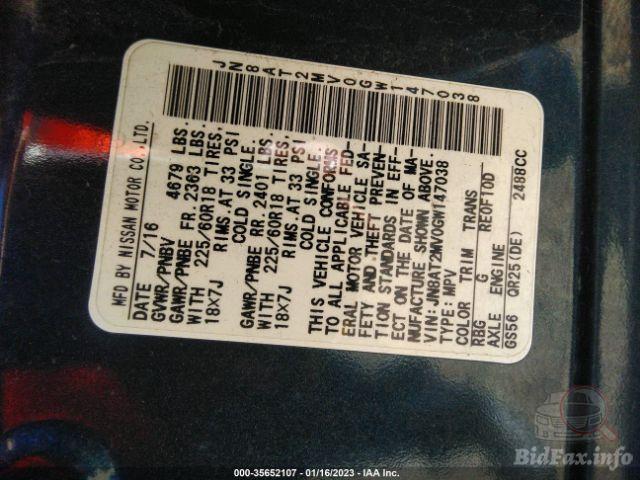 JN8AT2MV0GW147038
MFD BY NISSAN MOTOR CO.,LTD.
DATE 7/16
GVWR/PNBV 4679 LBS.
GAWR/PNBE FR.2363 LBS.
WITH 225/60R18 TIRES,
18X7J RIMS AT 33 PSI
COLD SINGLE.
GAWR/PNBE RR.2401 LBS.
WITH 225/60R18 TIRES,
18X7J RIMS AT 33 PSI
COLD SINGLE.
THIS VEHICLE CONFORMS
TO ALL APPLICABLE FED-
ERAL MOTOR VEHICLE SA-
FETY AND THEFT PREVEN-
TION STANDARDS IN EFF-
ECT ON THE DATE OF MA-
NUFACTURE SHOWN ABOVE.
VIN:JN8AT2MV0GW147038
TYPE:MPV
COLOR TRIM TRANS
RBG G RE0F10D
AXLE ENGINE
GS56 QR25(DE) 2488CC
BidFax.info
000-35652107 - 01/16/2023 - IAA Inc.